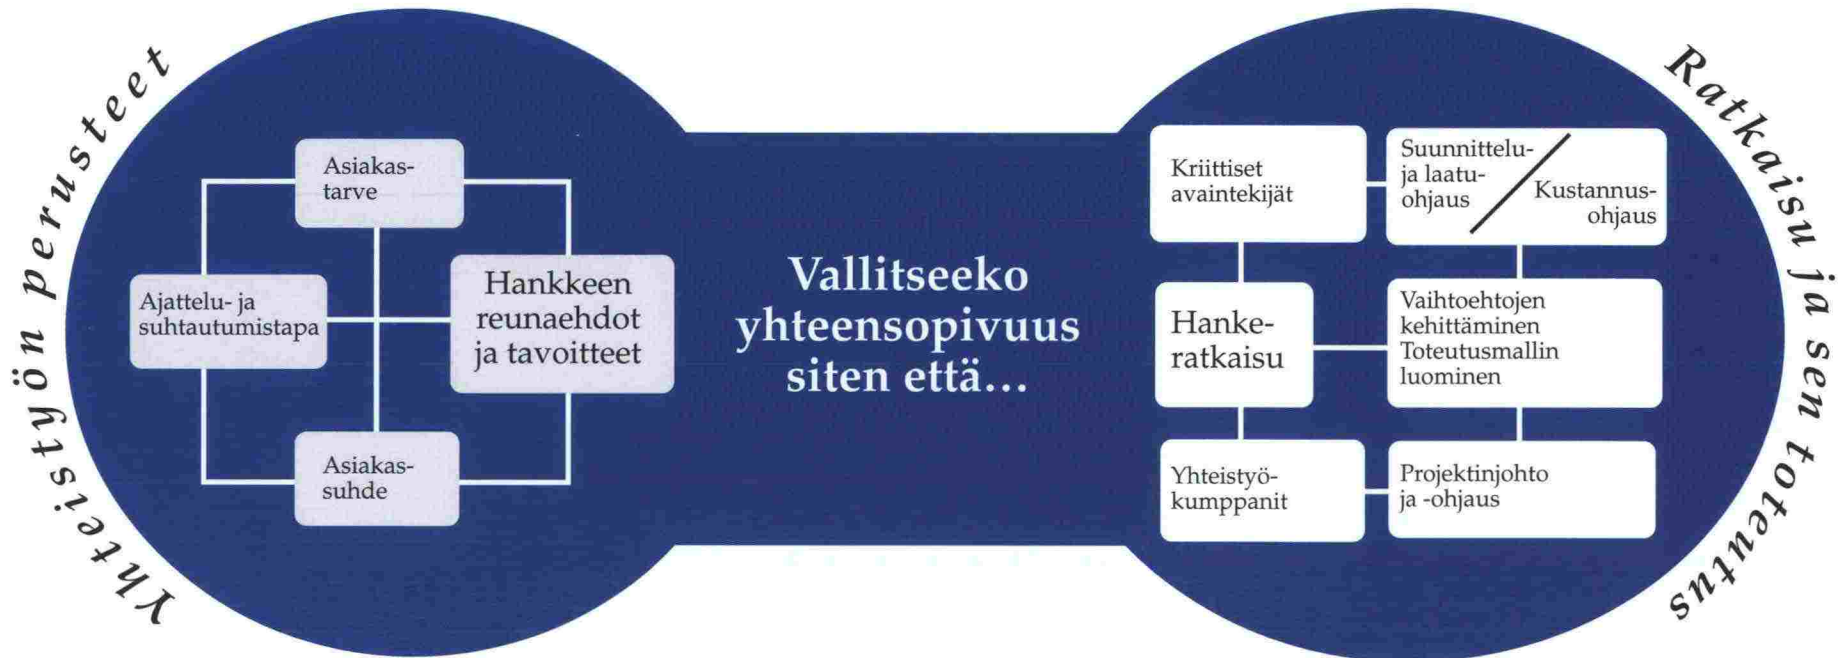 Yhteistyön perusteet
Asiakas-
tarve
Ajattelu- ja
suhtautumistapa
Hankkeen
reunaehdot
ja tavoitteet
Asiakas-
suhde
Vallitseeko
yhteensopivuus
siten että...
Kriittiset
avaintekijät
Suunnittelu-
ja laatu-
ohjaus
Kustannus-
ohjaus
Hanke-
ratkaisu
Vaihtoehtojen
kehittäminen
Toteutusmallin
luominen
Yhteistyö-
kumppanit
Projektinjohto
ja -ohjaus
Ratkaisu ja sen toteutus